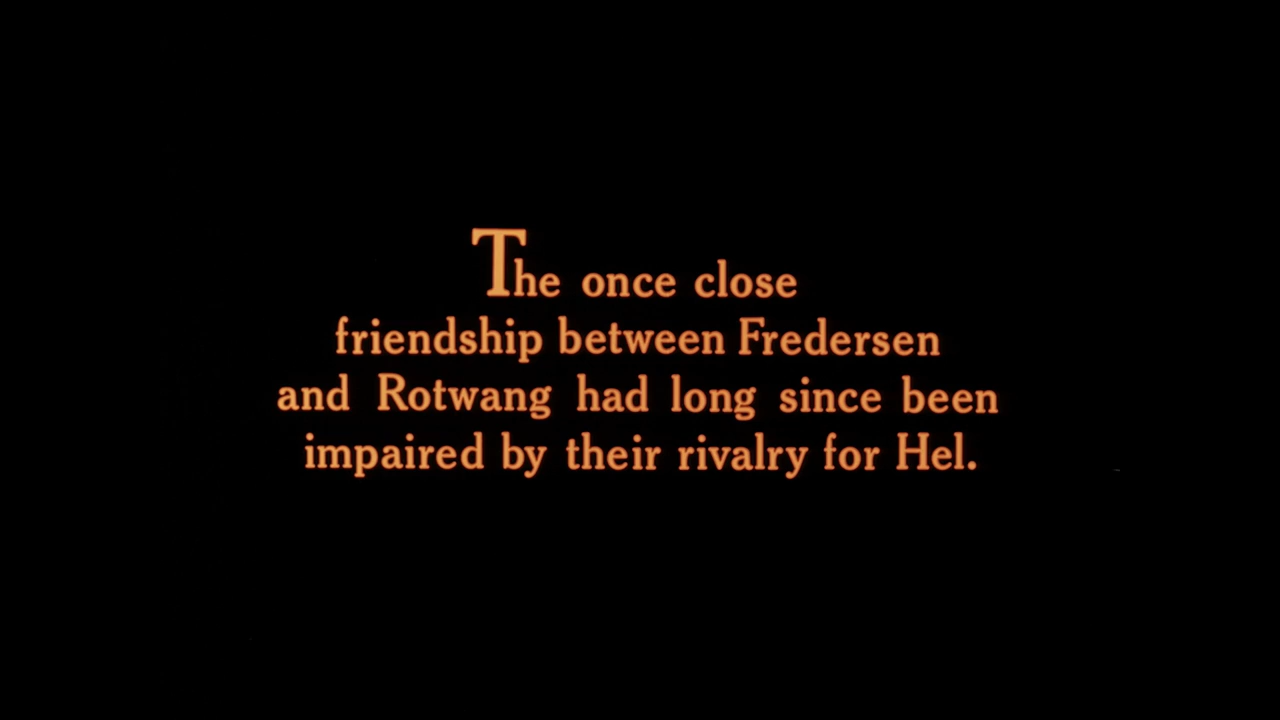 The once close
friendship between Fredersen
and Rotwang had long since been
impaired by their rivalry for Hel.